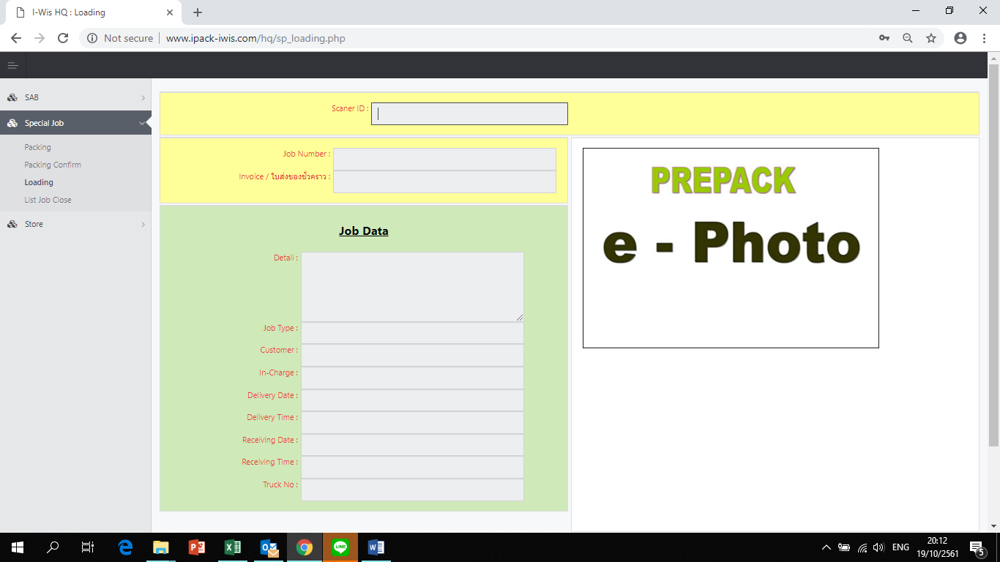 I-Wis HQ : Loading
Not secure
www.ipack-iwis.com/hq/sp_loading.php
SAB
Special Job
Packing
Packing Confirm
Loading
List Job Close
Store
Scaner ID :
Job Number :
Invoice / ใบส่งของชั่วคราว :
Job Data
Detail :
Job Type :
Customer :
In-Charge :
Delivery Date :
Delivery Time :
Receiving Date :
Receiving Time :
Truck No :
PREPACK
e - Photo
LINE
ENG
20:12
19/10/2561
5